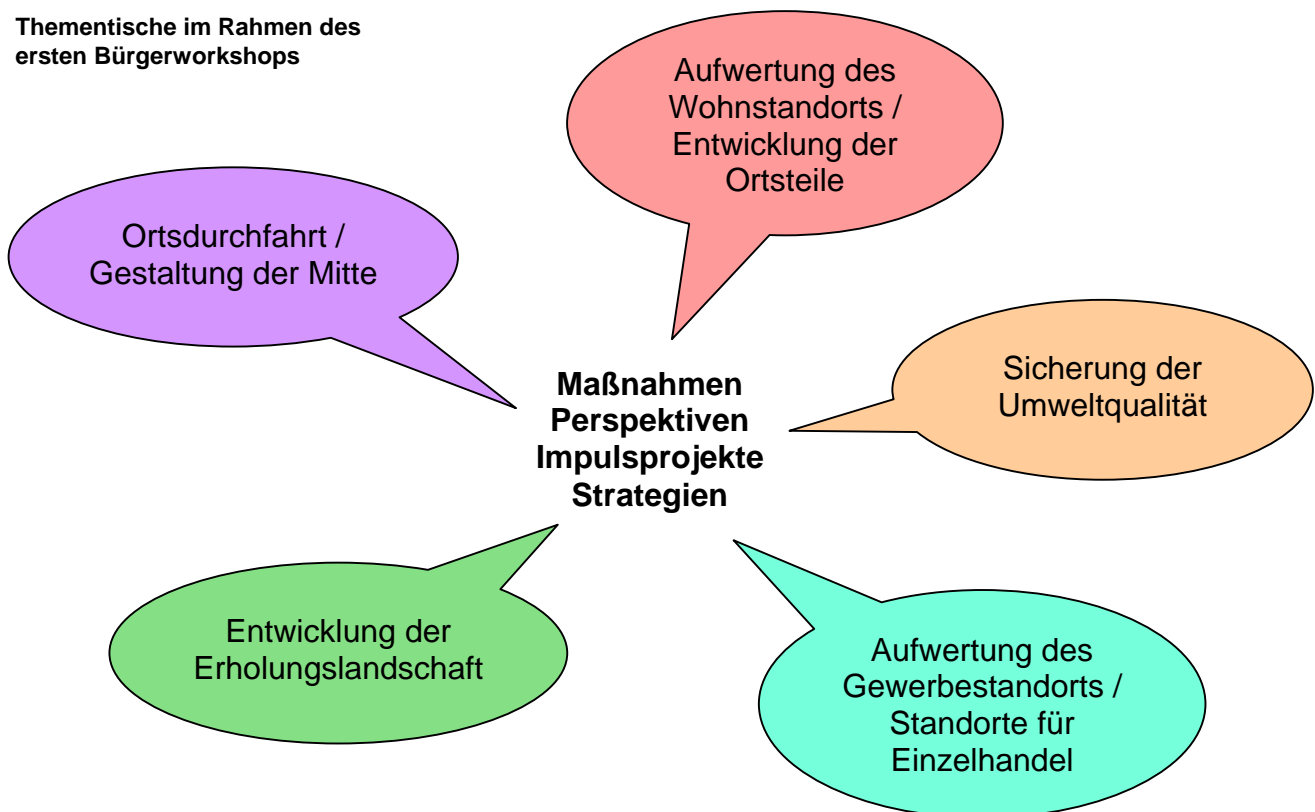 Thementische im Rahmen des
ersten Bürgerworkshops
Aufwertung des
Wohnstandorts /
Entwicklung der
Ortsteile
Ortsdurchfahrt /
Gestaltung der Mitte
Sicherung der
Umweltqualität
Maßnahmen
Perspektiven
Impulsprojekte
Strategien
Entwicklung der
Erholungslandschaft
Aufwertung des
Gewerbestandorts /
Standorte für
Einzelhandel